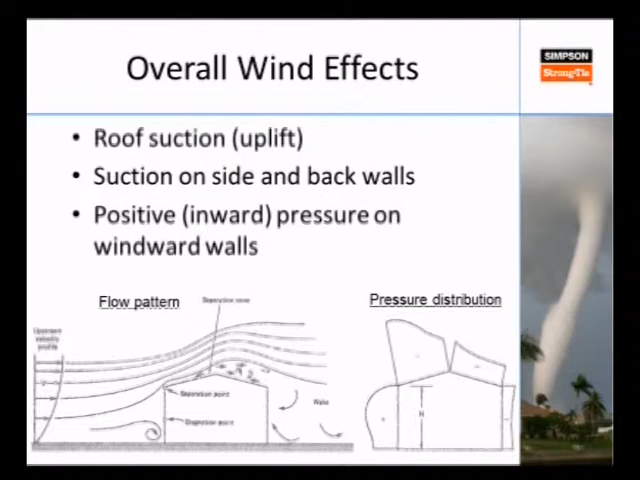 Overall Wind Effects
SIMPSON
Strong-Tie
• Roof suction (uplift)
• Suction on side and back walls
• Positive (inward) pressure on
windward walls
Flow pattern
Separation zone
Pressure distribution
Upstream
velocity
profile
Separation point
Stagnation point
Wake
H